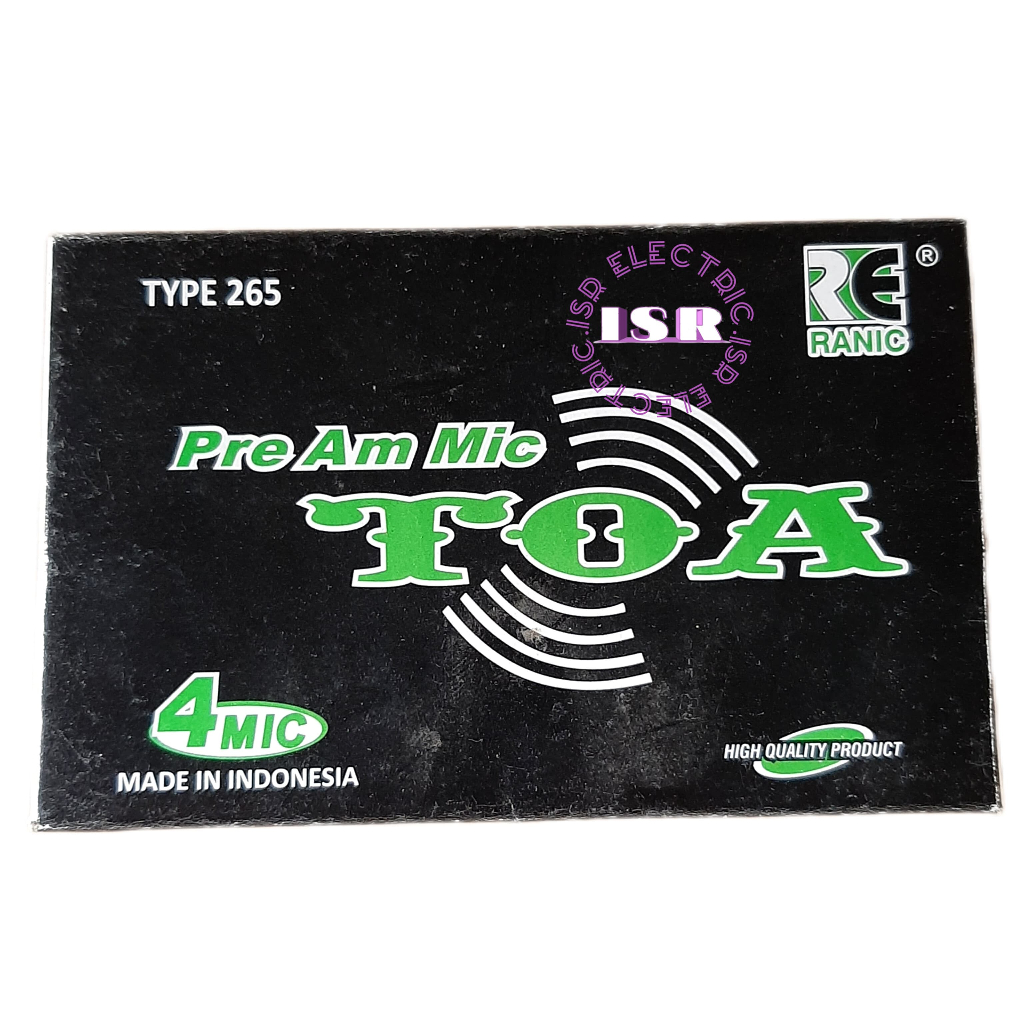 TYPE 265
ISR ELECTRIC.ISR ELECTRIC.
ISR
RE ®
RANIC
Pre Am Mic
TOA
4 MIC
MADE IN INDONESIA
HIGH QUALITY PRODUCT